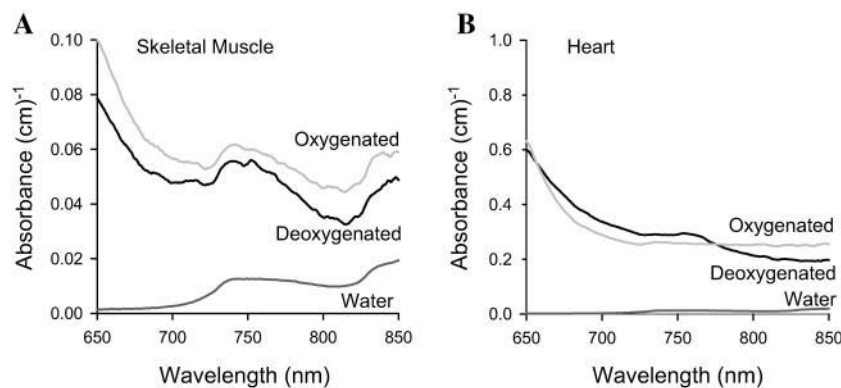 A
Skeletal Muscle
Absorbance (cm)-1
0.10
0.08
0.06
0.04
0.02
0.00
Oxygenated
Deoxygenated
Water
650 700 750 800 850
Wavelength (nm)
B
Heart
Absorbance (cm)-1
1.0
0.8
0.6
0.4
0.2
0.0
Oxygenated
Deoxygenated
Water
650 700 750 800 850
Wavelength (nm)